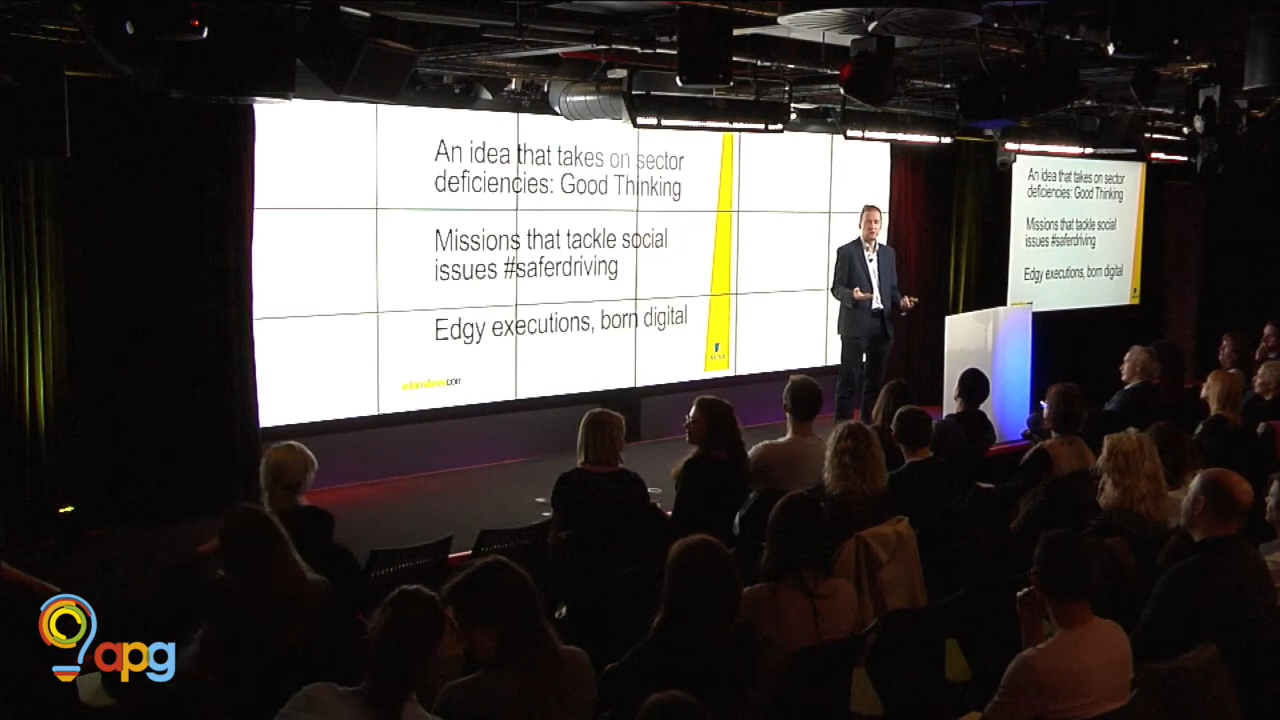 An idea that takes on sector
deficiencies: Good Thinking
Missions that tackle social
issues #saferdriving
Edgy executions, born digital
An idea that takes on sector
deficiencies: Good Thinking
Missions that tackle social
issues #saferdriving
Edgy executions, born digital
apg